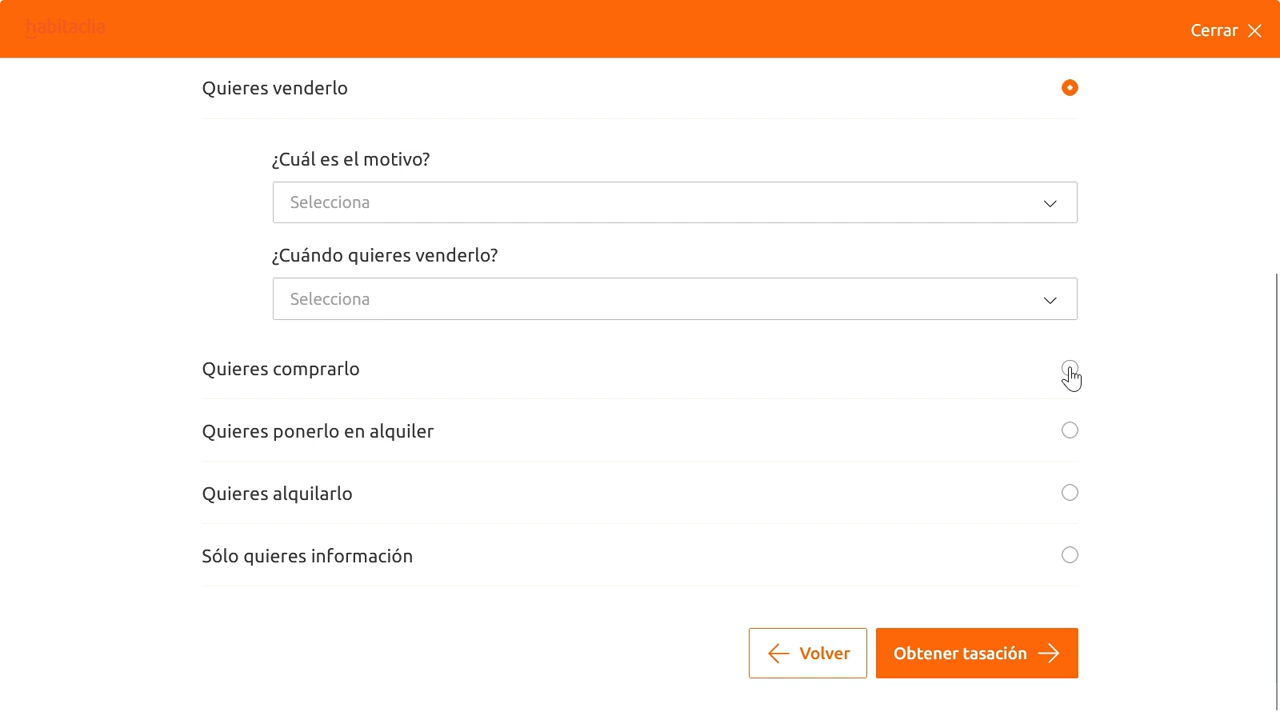 habitaclia
Cerrar
Quieres venderlo
¿Cuál es el motivo?
Selecciona
¿Cuándo quieres venderlo?
Selecciona
Quieres comprarlo
Quieres ponerlo en alquiler
Quieres alquilarlo
Sólo quieres información
Volver
Obtener tasación